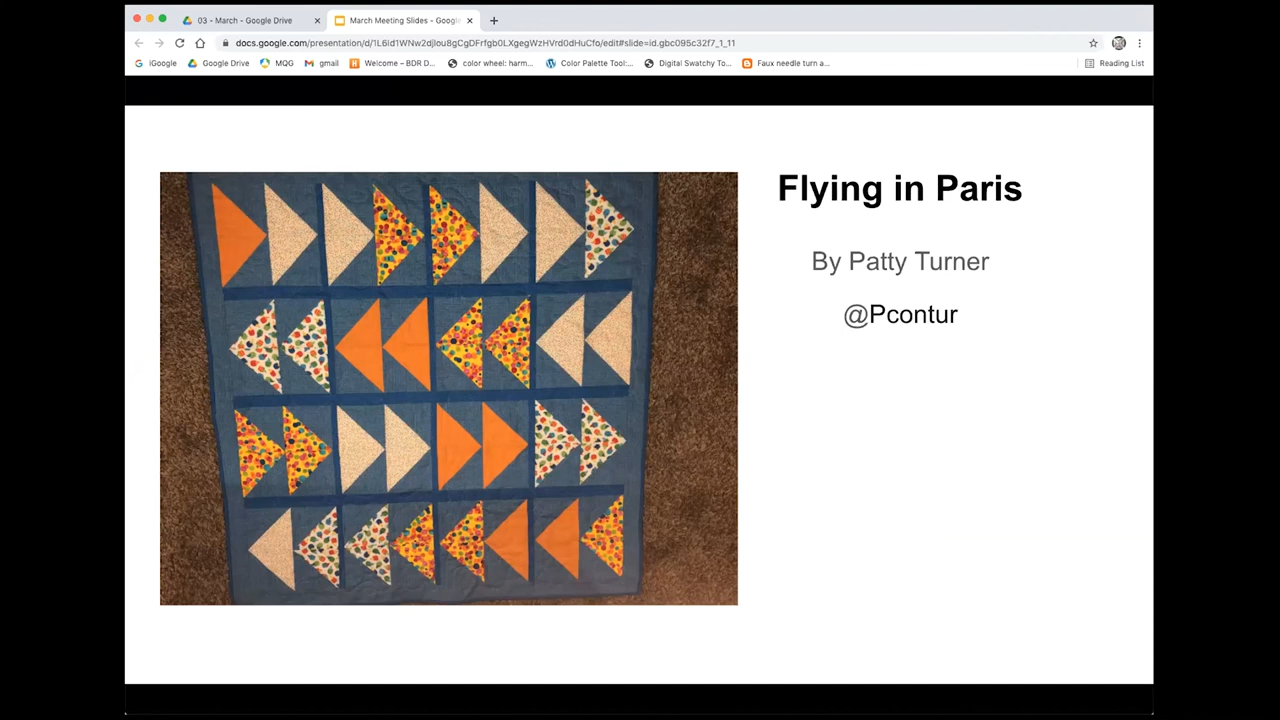 03 - March - Google Drive
March Meeting Slides - Google
docs.google.com/presentation/d/1L6Id1WNw2djlou8gCgDFrfgb0LXgegWzHVrd0dHuCfo/edit#slide=id.gbc095c32f7_1_11
iGoogle
Google Drive
MQG
gmail
Welcome – BDR D...
color wheel: harm...
Color Palette Tool:...
Digital Swatchy To...
Faux needle turn a...
Reading List
Flying in Paris
By Patty Turner
@Pcontur